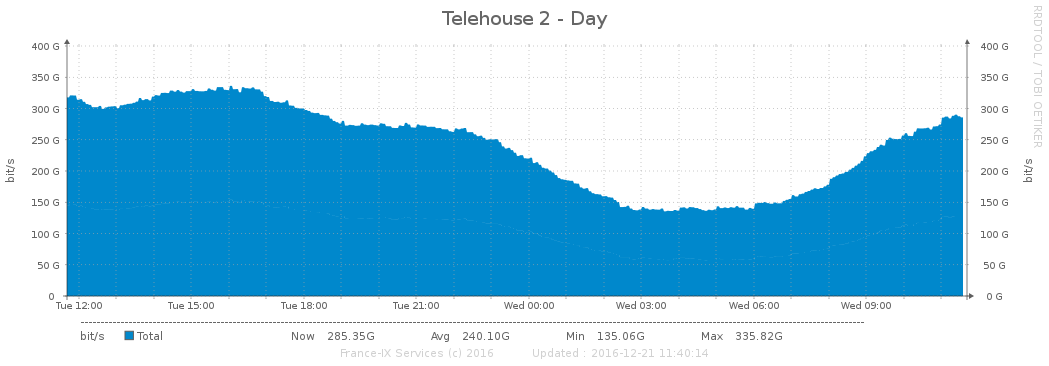 Telehouse 2 - Day
RRDTOOL / TOBI OETIKER
400 G 400 G
350 G 350 G
300 G 300 G
250 G 250 G
200 G 200 G
150 G 150 G
100 G 100 G
50 G 50 G
0 0 G
bit/s
bit/s
Tue 12:00 Tue 15:00 Tue 18:00 Tue 21:00 Wed 00:00 Wed 03:00 Wed 06:00 Wed 09:00
bit/s Total Now 285.35G Avg 240.10G Min 135.06G Max 335.82G
France-IX Services (c) 2016 Updated : 2016-12-21 11:40:14